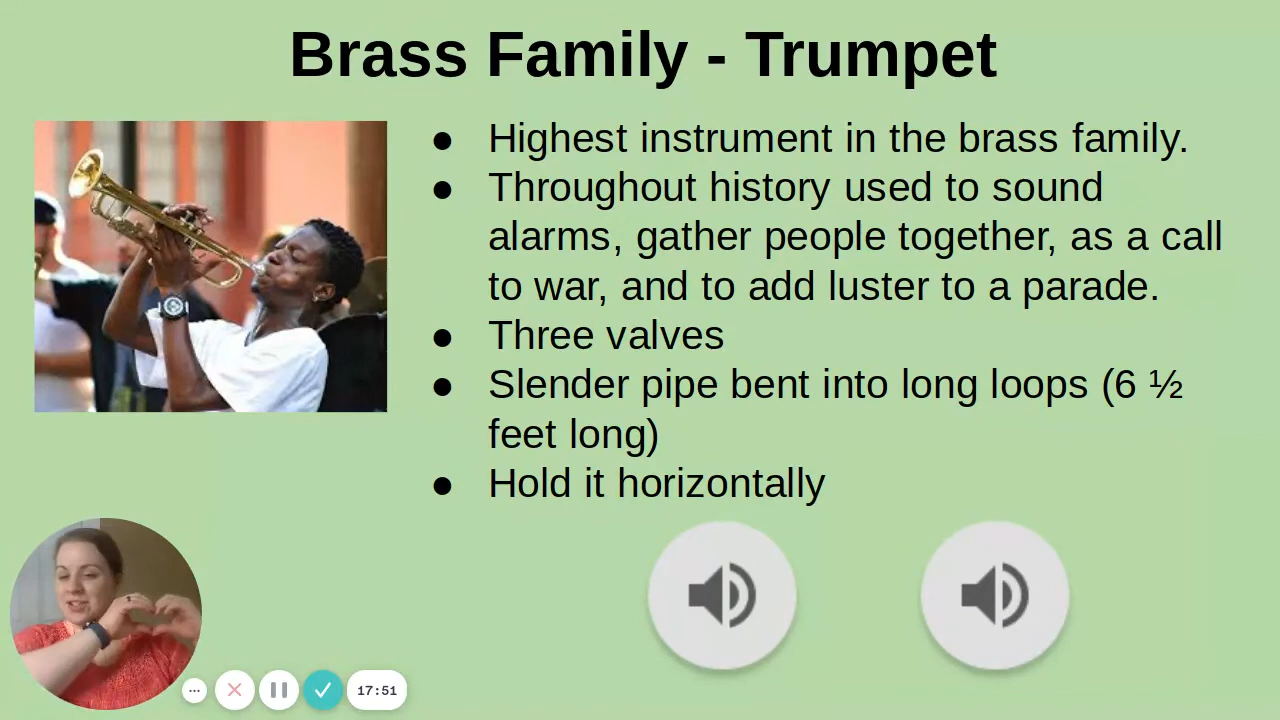 Brass Family - Trumpet
● Highest instrument in the brass family.
● Throughout history used to sound
alarms, gather people together, as a call
to war, and to add luster to a parade.
● Three valves
● Slender pipe bent into long loops (6 ½
feet long)
● Hold it horizontally
17:51